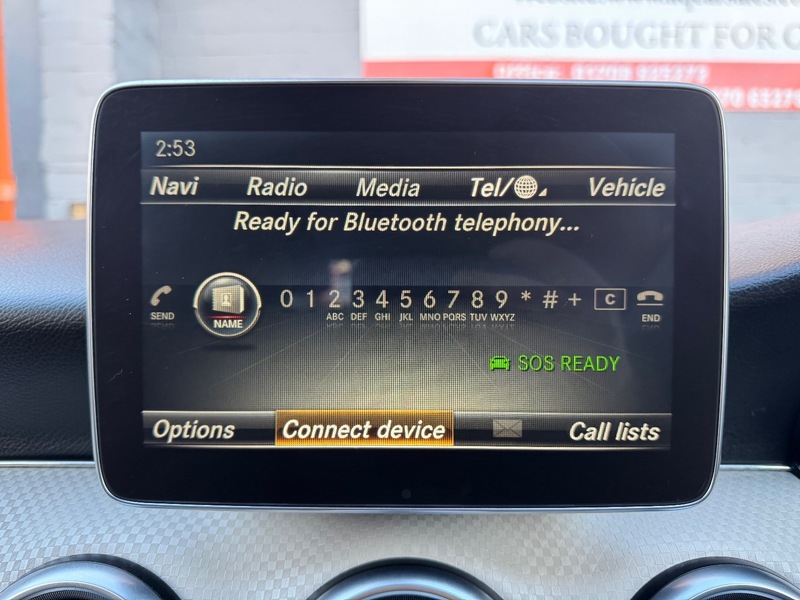 CARS BOUGHT FOR
2:53
Navi Radio Media Tel/ Vehicle
Ready for Bluetooth telephony...
0 1 2 3 4 5 6 7 8 9 * # + C
SEND NAME ABC DEF GHI JKL MNO PQRS TUV WXYZ END
SOS READY
Options Connect device Call lists